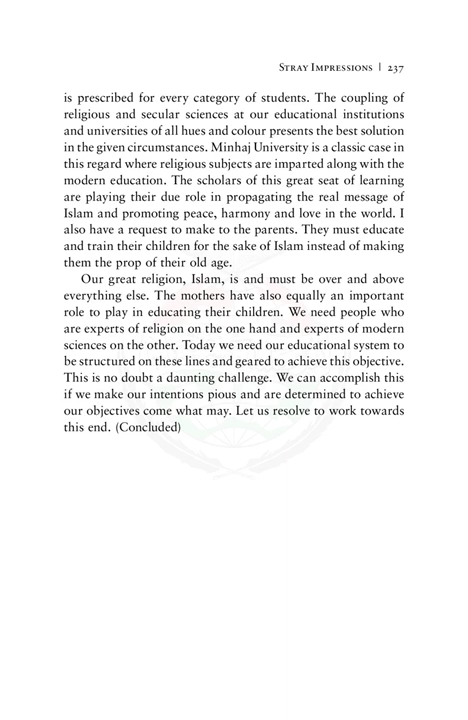 Stray Impressions | 237
is prescribed for every category of students. The coupling of
religious and secular sciences at our educational institutions
and universities of all hues and colour presents the best solution
in the given circumstances. Minhaj University is a classic case in
this regard where religious subjects are imparted along with the
modern education. The scholars of this great seat of learning
are playing their due role in propagating the real message of
Islam and promoting peace, harmony and love in the world. I
also have a request to make to the parents. They must educate
and train their children for the sake of Islam instead of making
them the prop of their old age.
Our great religion, Islam, is and must be over and above
everything else. The mothers have also equally an important
role to play in educating their children. We need people who
are experts of religion on the one hand and experts of modern
sciences on the other. Today we need our educational system to
be structured on these lines and geared to achieve this objective.
This is no doubt a daunting challenge. We can accomplish this
if we make our intentions pious and are determined to achieve
our objectives come what may. Let us resolve to work towards
this end. (Concluded)